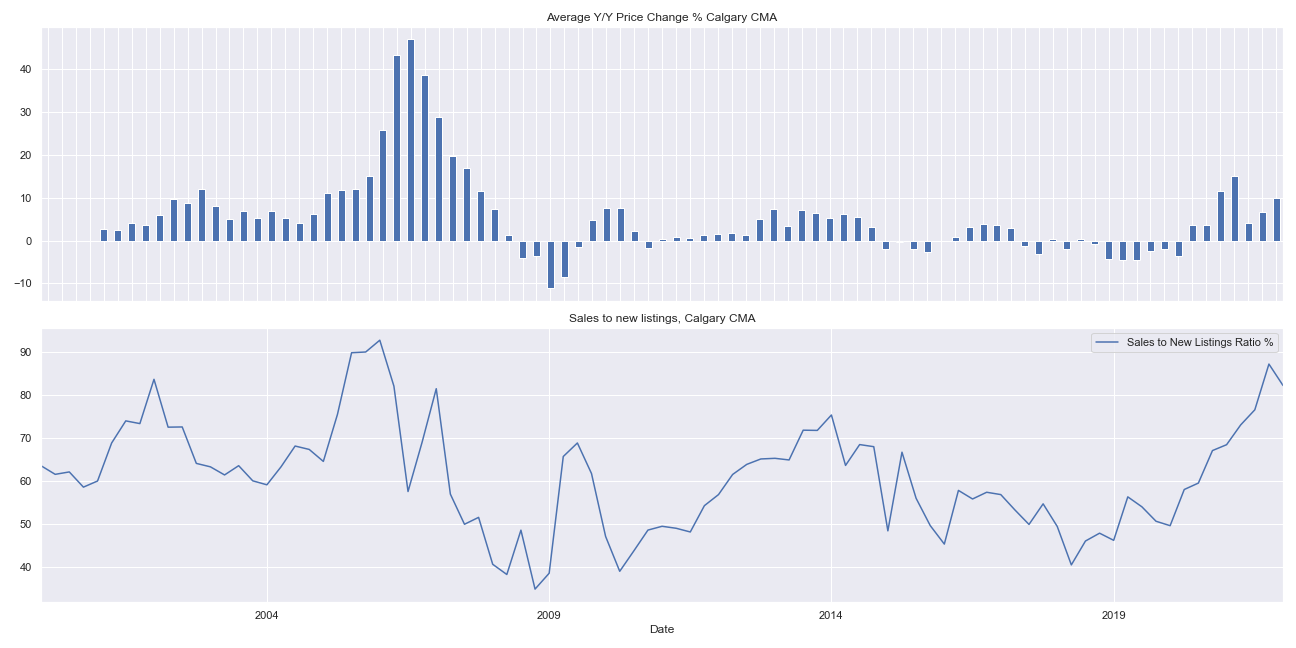 Average Y/Y Price Change % Calgary CMA
40
30
20
10
0
−10
Sales to new listings, Calgary CMA
Sales to New Listings Ratio %
90
80
70
60
50
40
2004 2009 2014 2019
Date